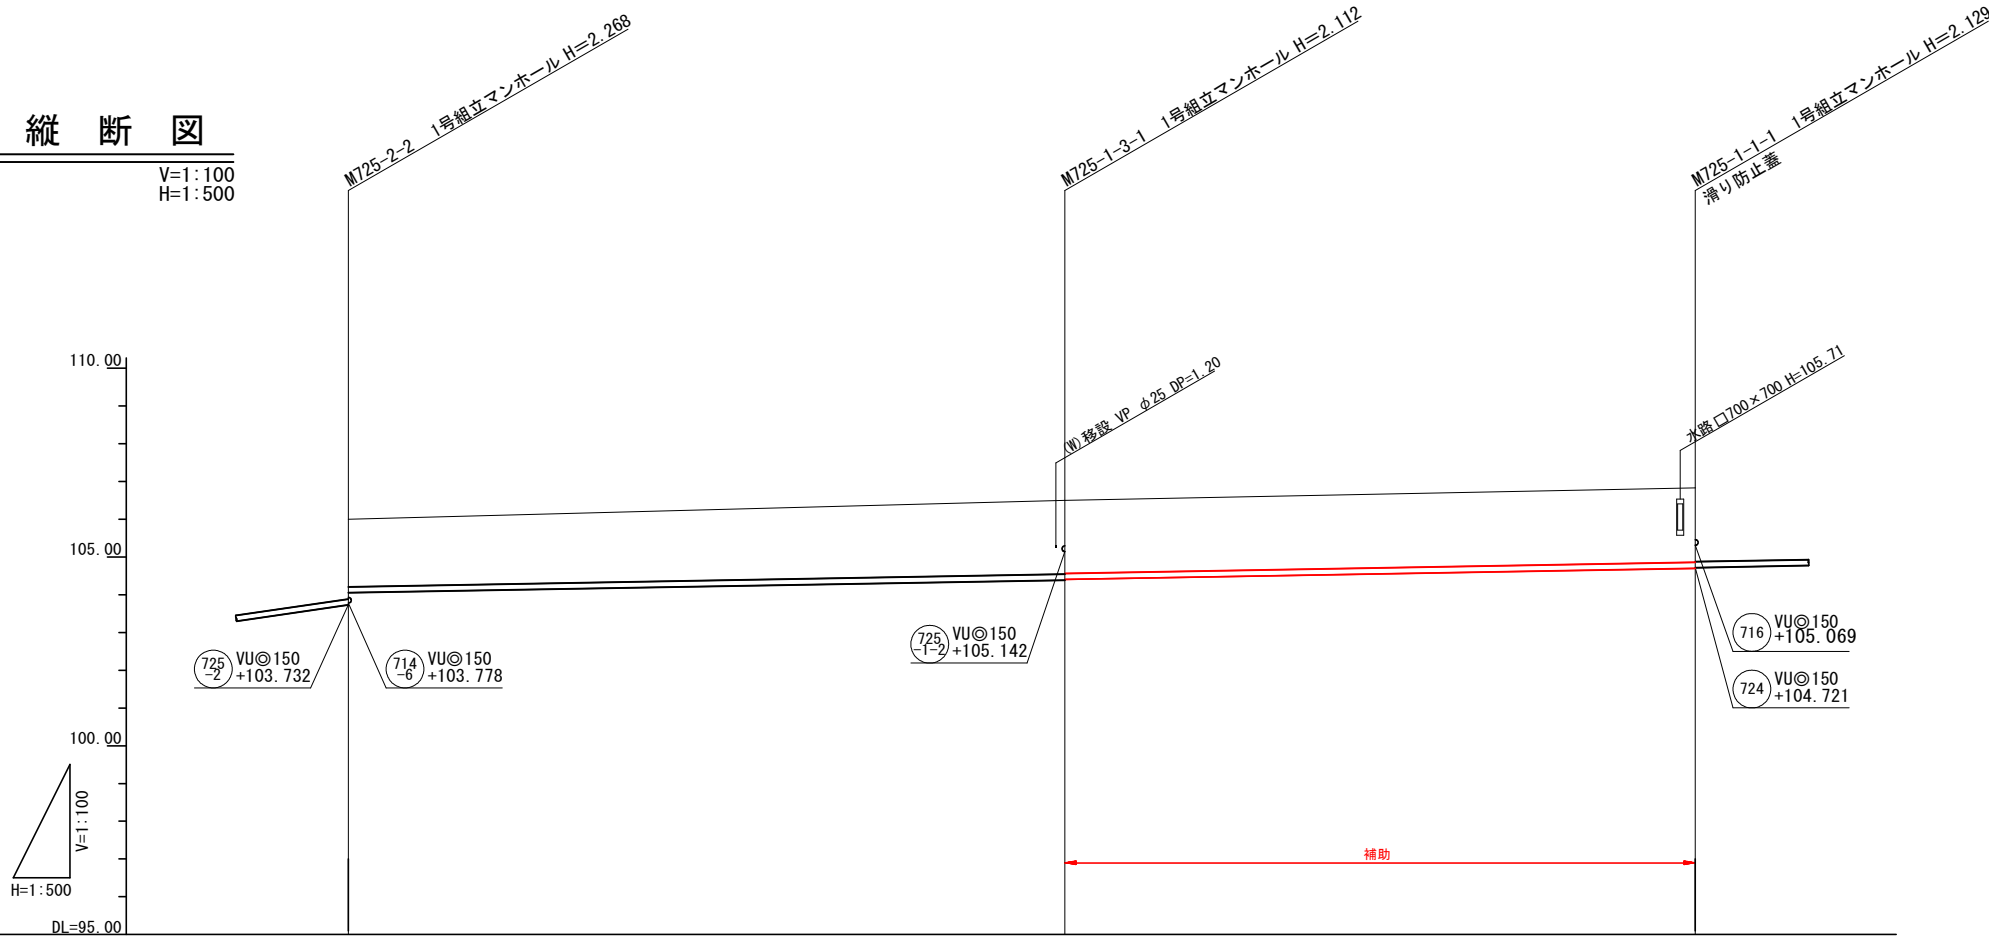 縦 断 図
V=1:100
H=1:500
M725-2-2 1号組立マンホール H=2.268
M725-1-3-1 1号組立マンホール H=2.112
M725-1-1-1 1号組立マンホール H=2.129
滑り防止蓋
110.00
(W)移設 VP φ25 DP=1.20
水路□700×700 H=105.71
105.00
725
-2
VU◎150
+103.732
714
-6
VU◎150
+103.778
725
-1-2
VU◎150
+105.142
716
VU◎150
+105.069
724
VU◎150
+104.721
100.00
V=1:100
H=1:500
補助
DL=95.00